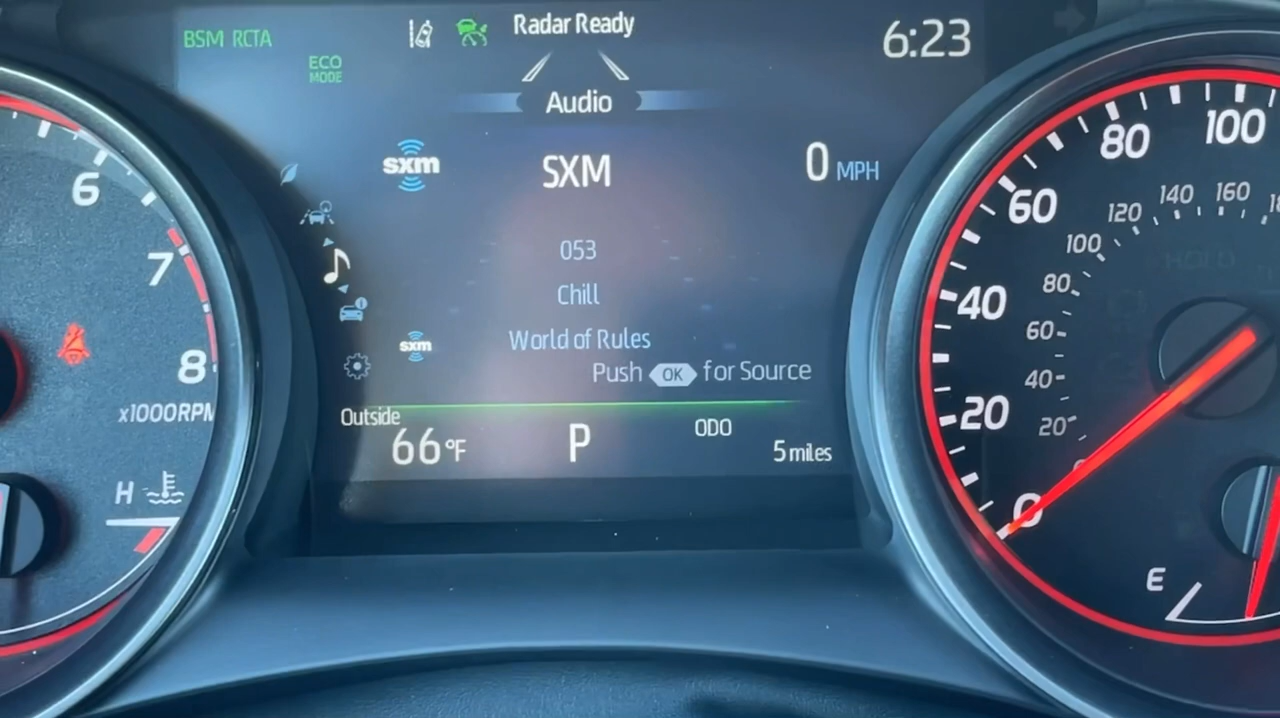 BSM RCTA
ECO
MODE
Radar Ready
6:23
Audio
sxm
SXM
0 MPH
053
Chill
sxm
World of Rules
Push OK for Source
Outside
66°F
P
ODO
5 miles
6
7
8
x1000RPM
H
0
20
40
60
80
100
20
40
60
80
100
120
140
160
E